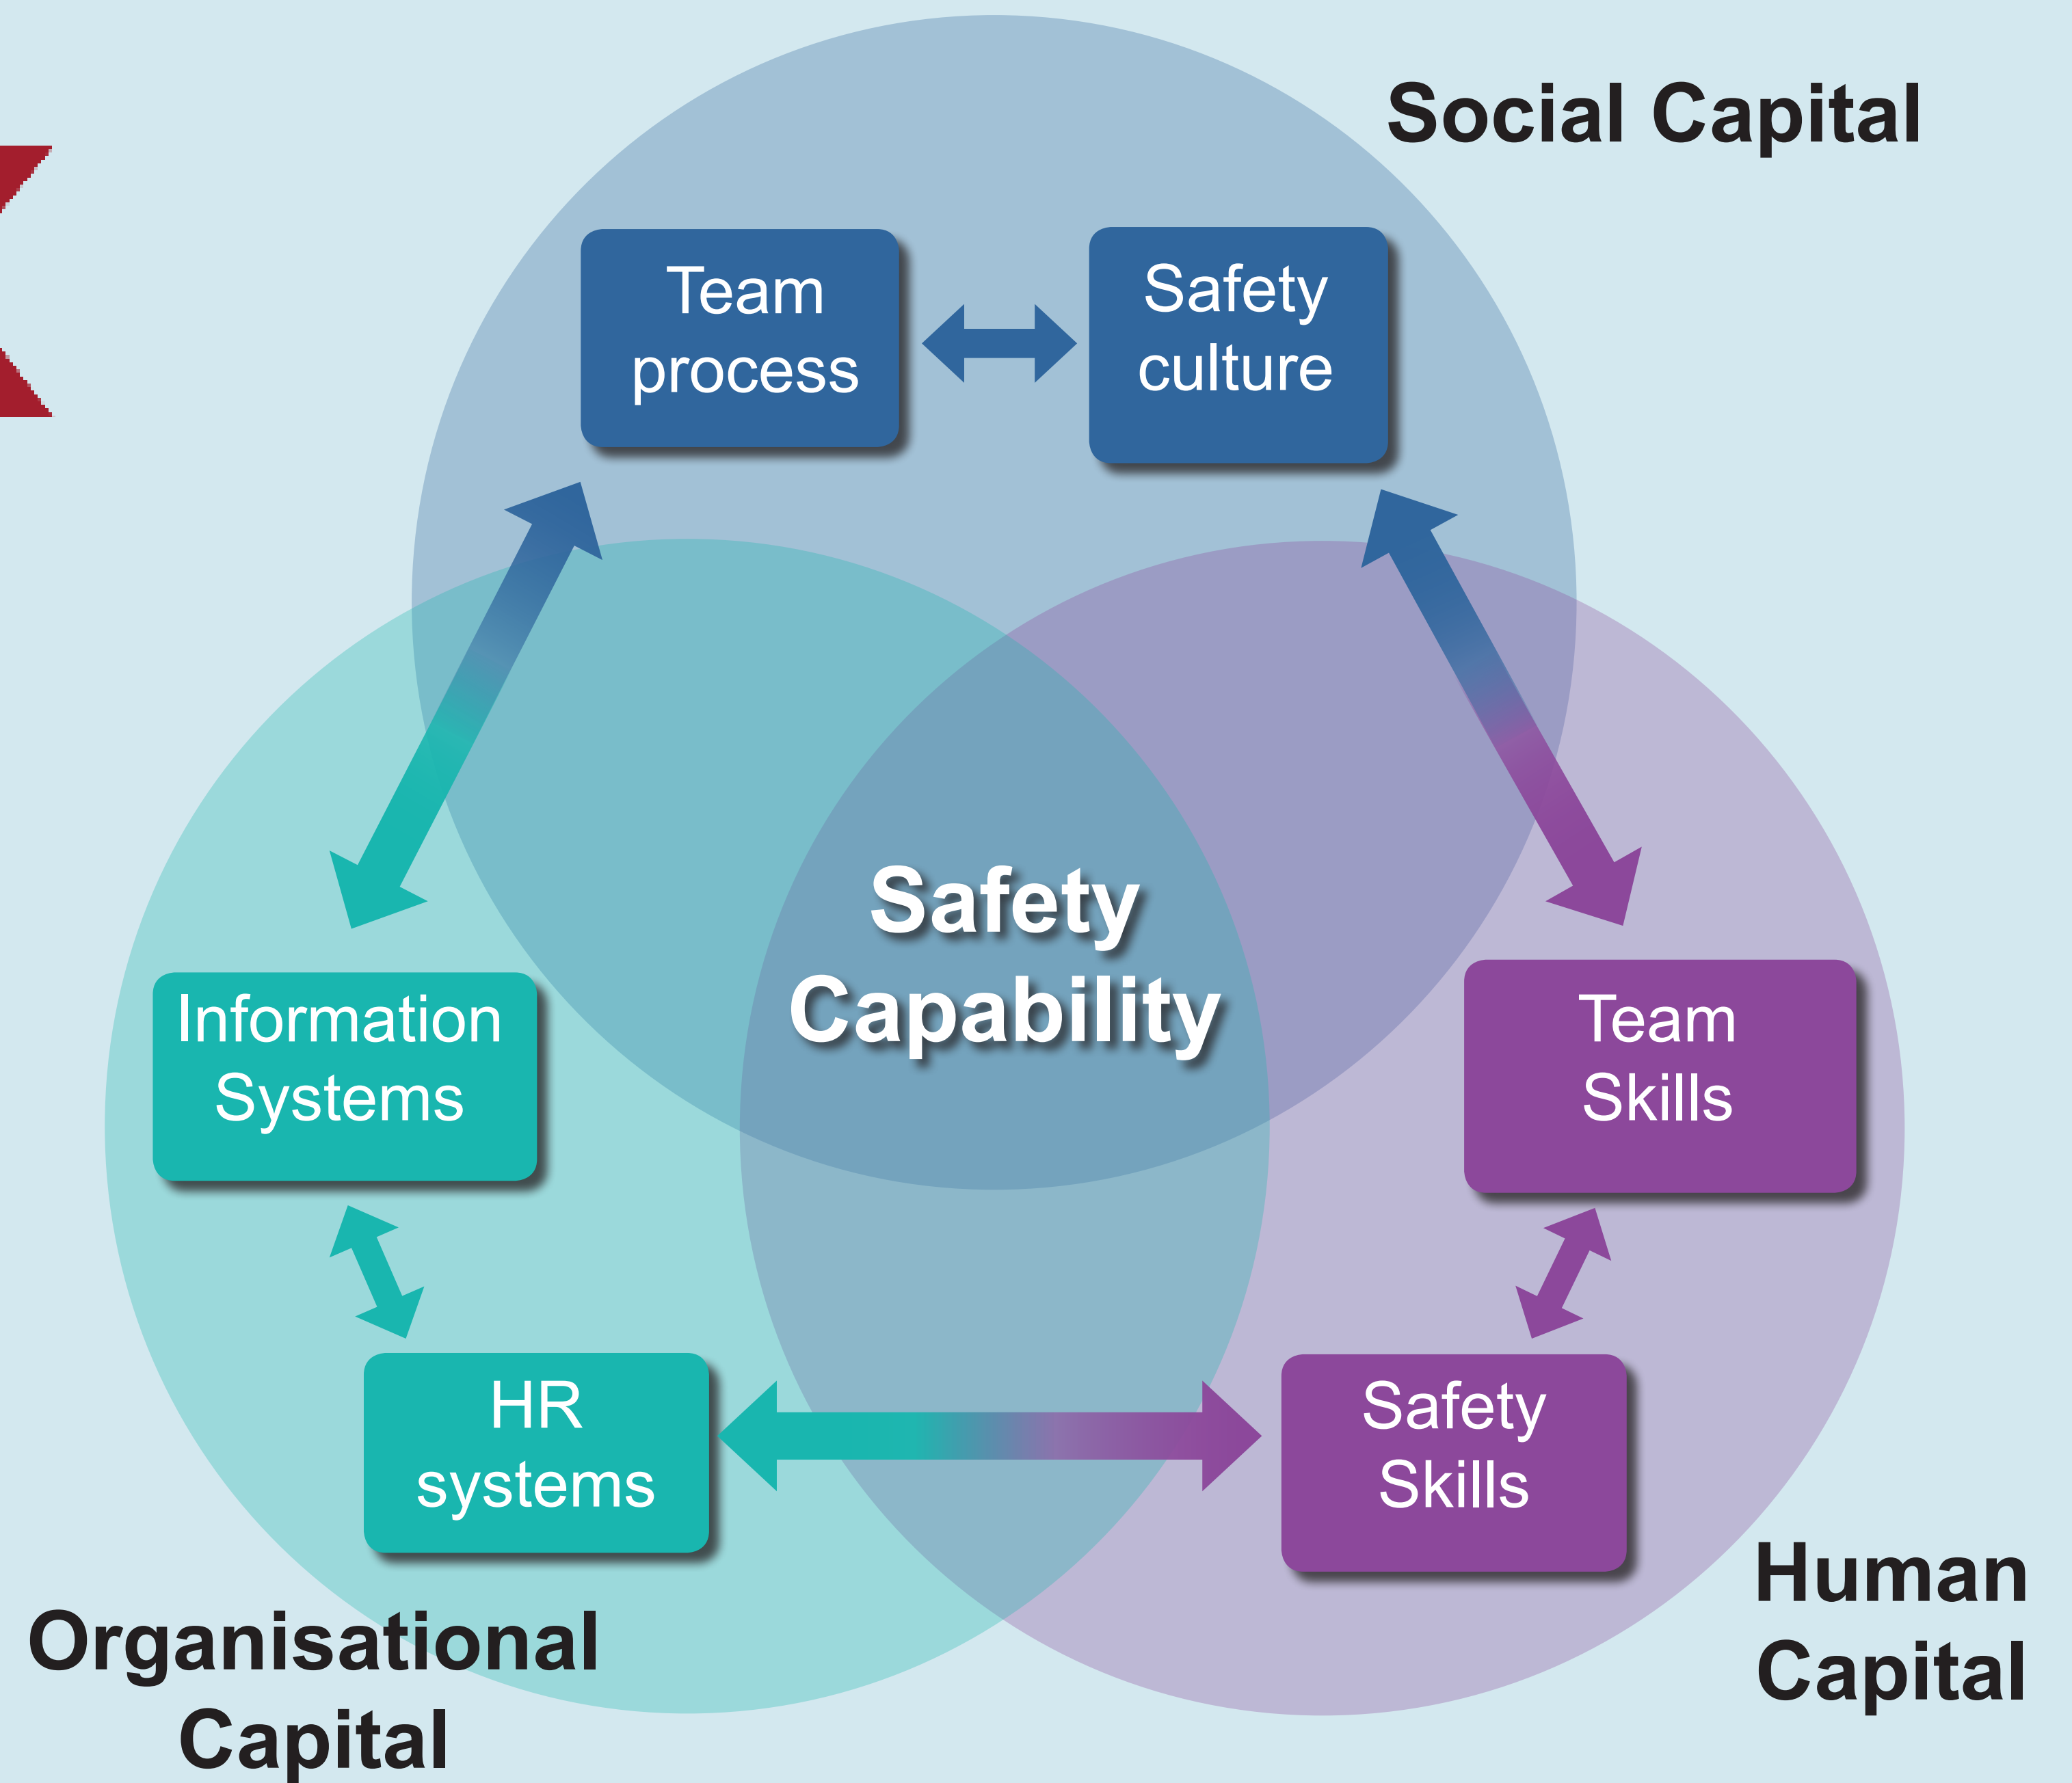 Social Capital
Team
process
Safety
culture
Safety
Capability
Information
Systems
Team
Skills
HR
systems
Safety
Skills
Organisational
Capital
Human
Capital